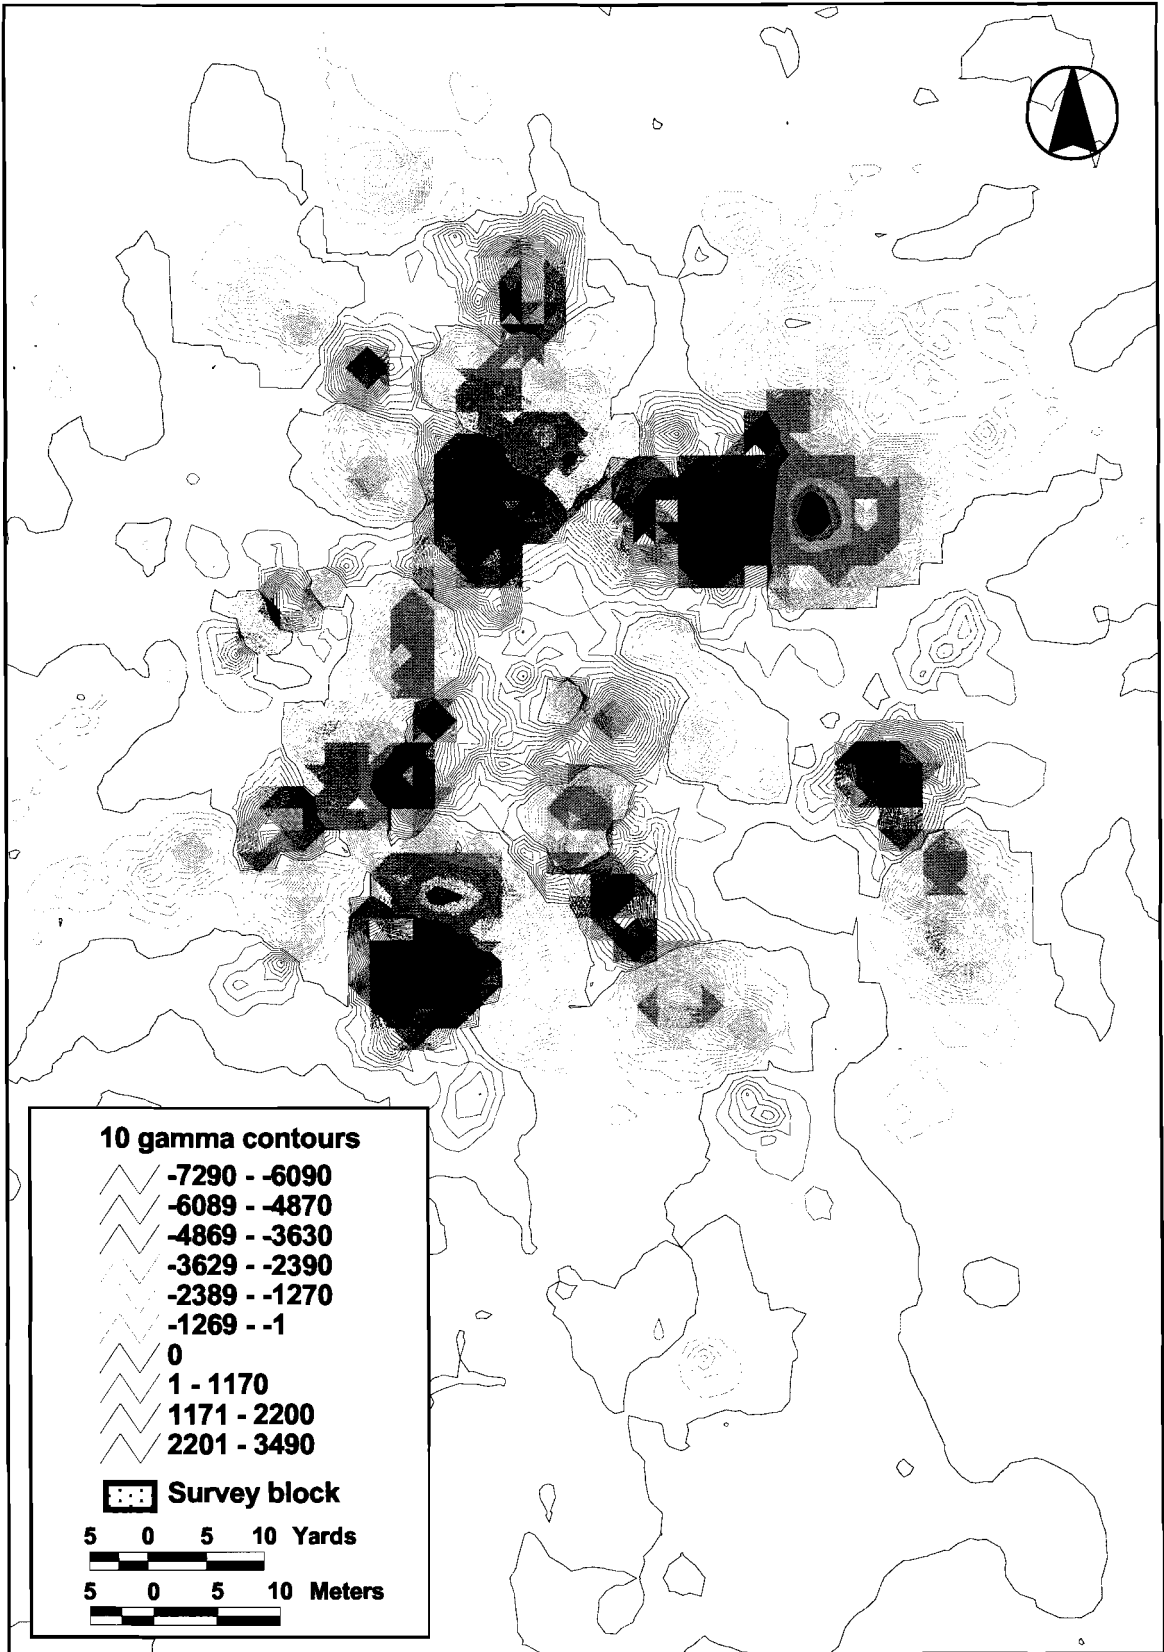 10 gamma contours
-7290 - -6090
-6089 - -4870
-4869 - -3630
-3629 - -2390
-2389 - -1270
-1269 - -1
0
1 - 1170
1171 - 2200
2201 - 3490
Survey block
5 0 5 10 Yards
5 0 5 10 Meters